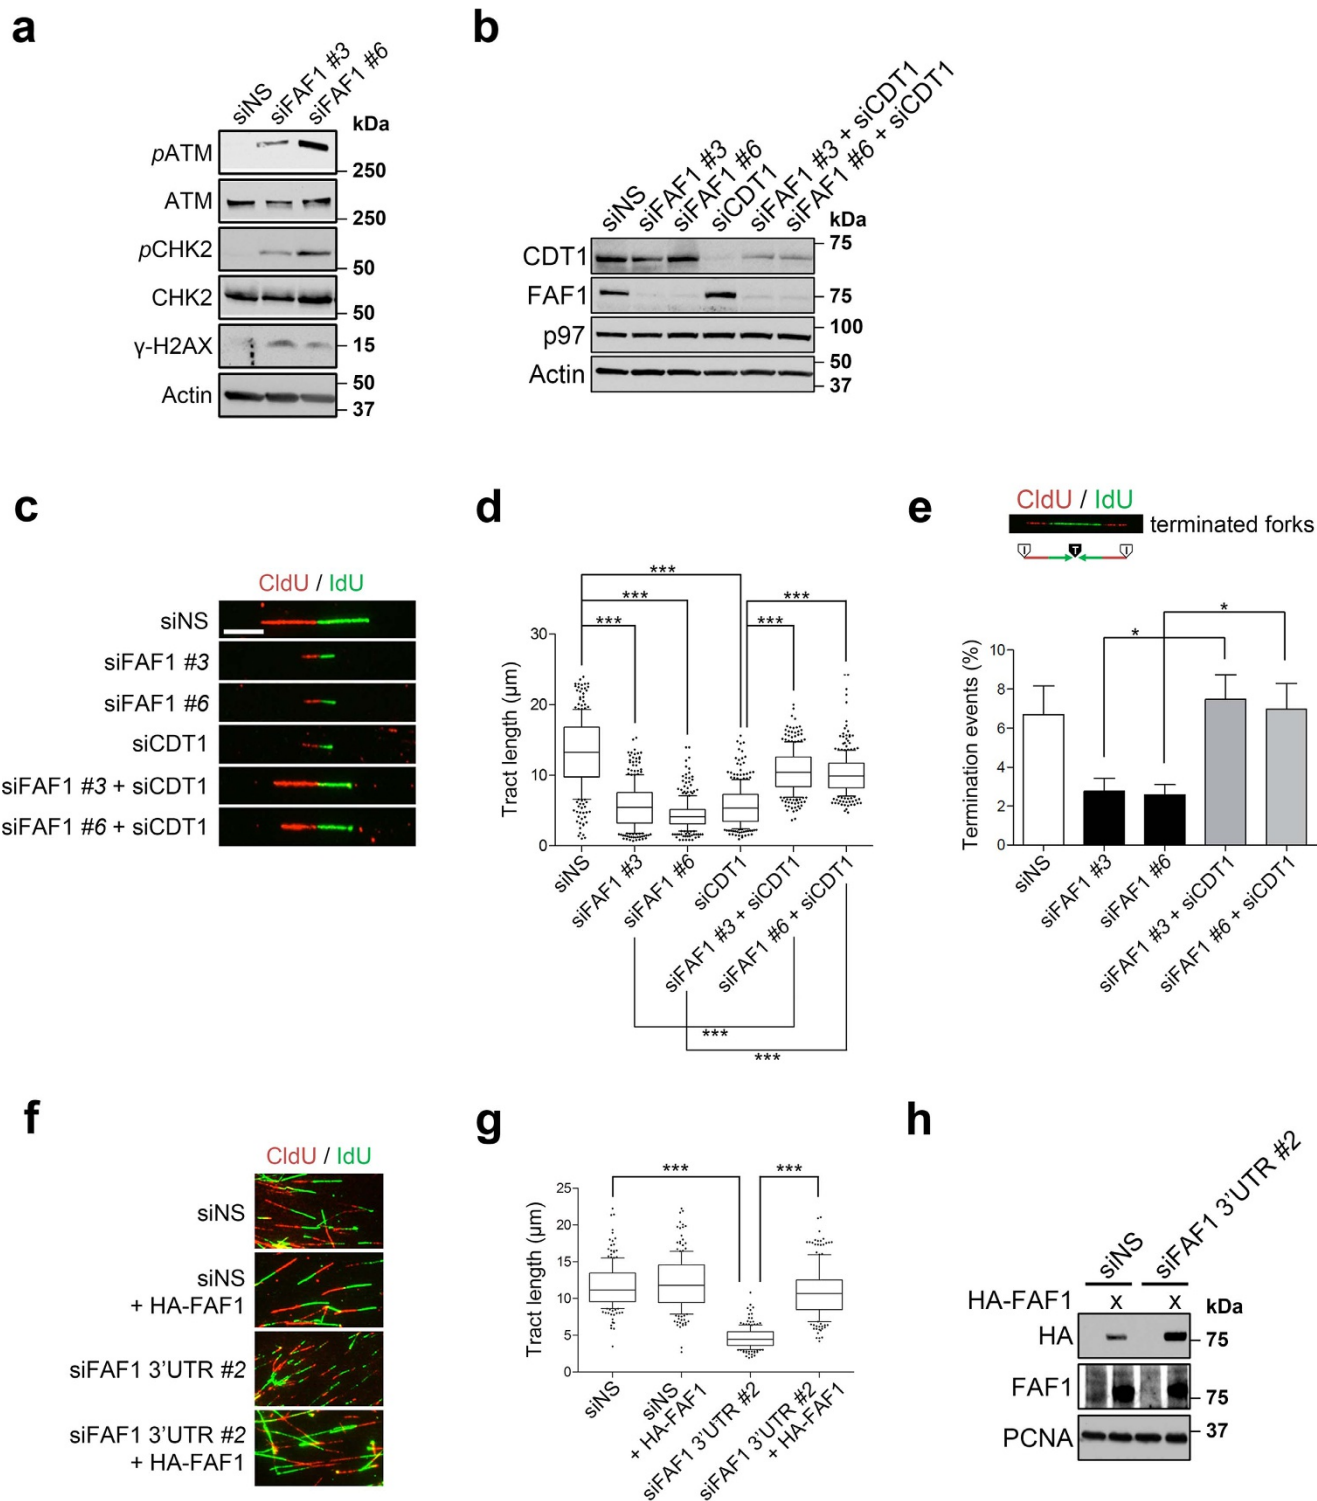 a
siNS
siFAF1 #3
siFAF1 #6
kDa
pATM
250
ATM
250
pCHK2
50
CHK2
50
γ-H2AX
15
Actin
50
37
b
siNS
siFAF1 #3
siFAF1 #6
siCDT1
siFAF1 #3 + siCDT1
siFAF1 #6 + siCDT1
kDa
CDT1
75
FAF1
75
p97
100
Actin
50
37
c
CldU / IdU
siNS
siFAF1 #3
siFAF1 #6
siCDT1
siFAF1 #3 + siCDT1
siFAF1 #6 + siCDT1
d
***
***
***
***
***
Tract length (μm)
30
20
10
0
siNS
siFAF1 #3
siFAF1 #6
siCDT1
siFAF1 #3 + siCDT1
siFAF1 #6 + siCDT1
***
***
e
CldU / IdU
terminated forks
I
T
I
*
*
Termination events (%)
10
8
6
4
2
0
siNS
siFAF1 #3
siFAF1 #6
siFAF1 #3 + siCDT1
siFAF1 #6 + siCDT1
f
CldU / IdU
siNS
siNS
+ HA-FAF1
siFAF1 3'UTR #2
siFAF1 3'UTR #2
+ HA-FAF1
g
***
***
Tract length (μm)
25
20
15
10
5
0
siNS
siNS
+ HA-FAF1
siFAF1 3'UTR #2
siFAF1 3'UTR #2
+ HA-FAF1
h
siNS
siFAF1 3'UTR #2
HA-FAF1
x
x
kDa
HA
75
FAF1
75
PCNA
37